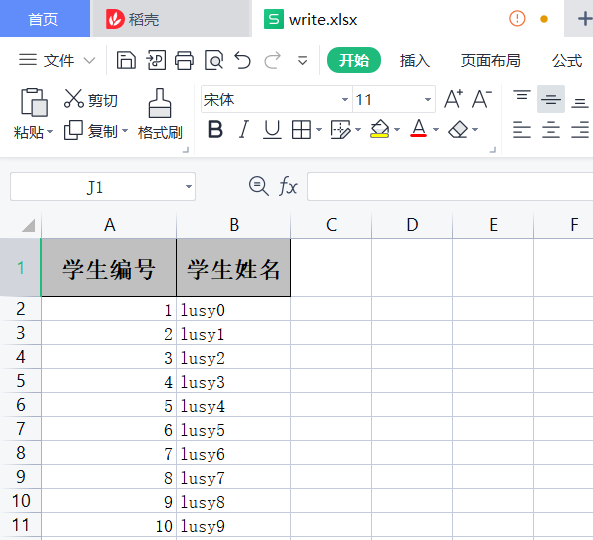 首页 稻壳 write.xlsx
文件 开始 插入 页面布局 公式
粘贴 剪切 复制 格式刷 宋体 11 A+ A-
B I U A
J1 fx
A B C D E F
1 学生编号 学生姓名
2 1 lusy0
3 2 lusy1
4 3 lusy2
5 4 lusy3
6 5 lusy4
7 6 lusy5
8 7 lusy6
9 8 lusy7
10 9 lusy8
11 10 lusy9